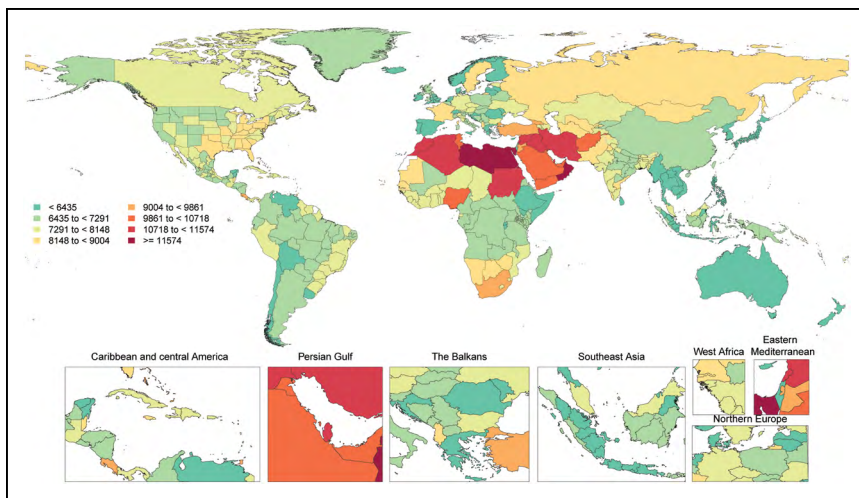 < 6435
6435 to < 7291
7291 to < 8148
8148 to < 9004
9004 to < 9861
9861 to < 10718
10718 to < 11574
>= 11574
Caribbean and central America
Persian Gulf
The Balkans
Southeast Asia
West Africa
Eastern
Mediterranean
Northern Europe